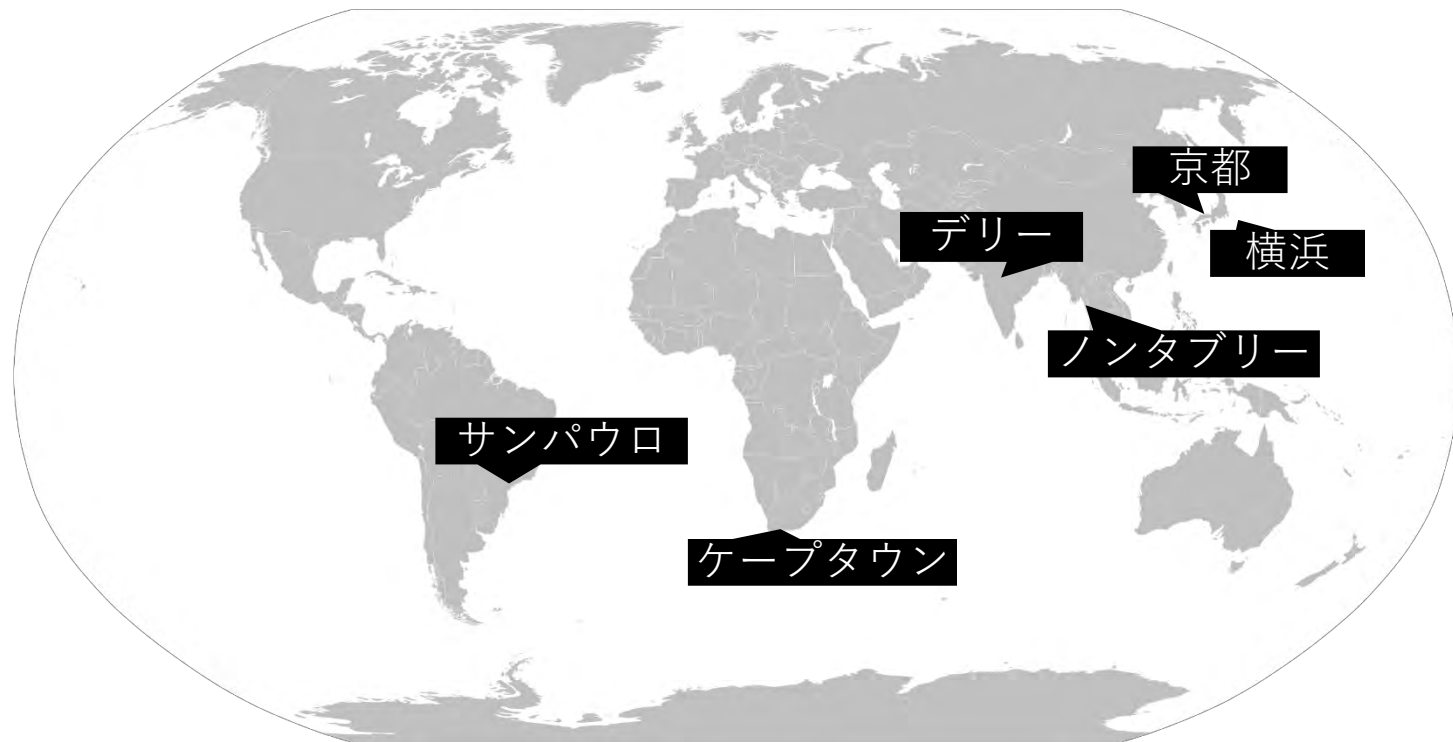 京都
デリー
横浜
ノンタブリー
サンパウロ
ケープタウン